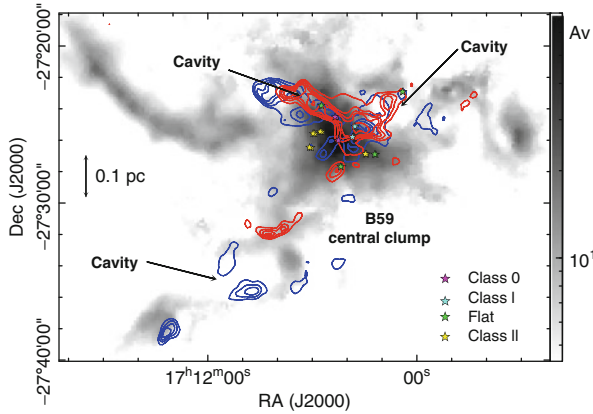 −27°20′00″
Cavity
Cavity
Av
0.1 pc
−27°30′00″
Dec (J2000)
B59
central clump
Cavity
10¹
Class 0
Class I
Flat
Class II
−27°40′00″
17ʰ12ᵐ00ˢ
00ˢ
RA (J2000)